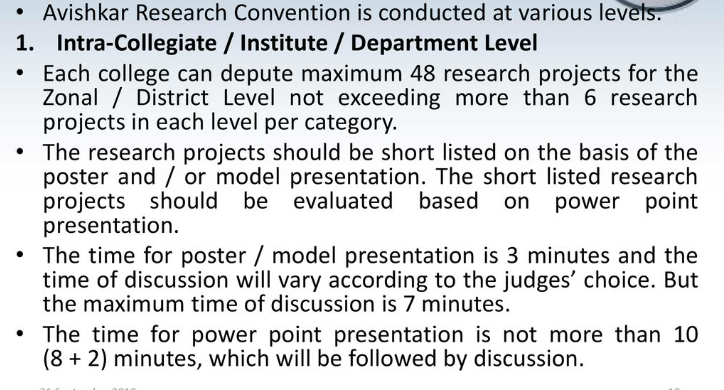 • Avishkar Research Convention is conducted at various levels.
1. Intra-Collegiate / Institute / Department Level
• Each college can depute maximum 48 research projects for the
Zonal / District Level not exceeding more than 6 research
projects in each level per category.
• The research projects should be short listed on the basis of the
poster and / or model presentation. The short listed research
projects should be evaluated based on power point
presentation.
• The time for poster / model presentation is 3 minutes and the
time of discussion will vary according to the judges’ choice. But
the maximum time of discussion is 7 minutes.
• The time for power point presentation is not more than 10
(8 + 2) minutes, which will be followed by discussion.